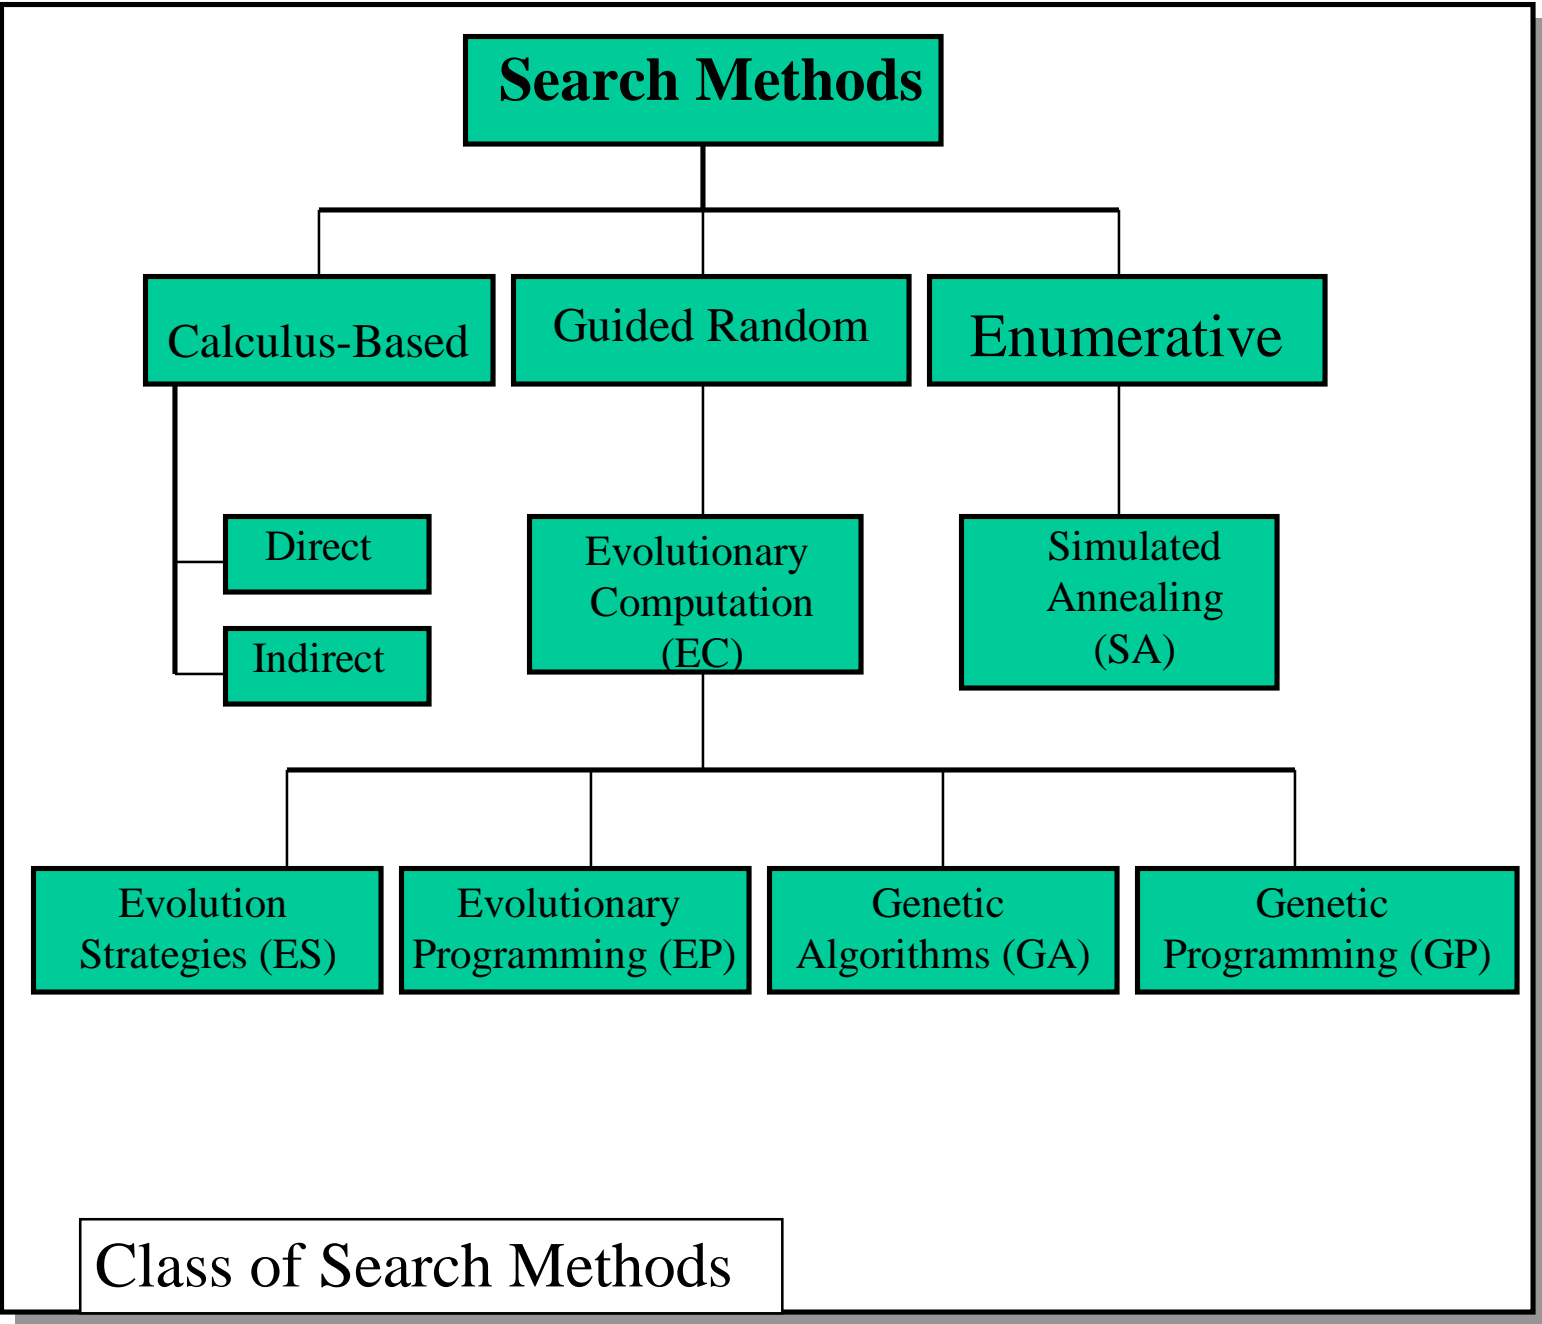 Search Methods
Calculus-Based
Guided Random
Enumerative
Direct
Indirect
Evolutionary
Computation
(EC)
Simulated
Annealing
(SA)
Evolution
Strategies (ES)
Evolutionary
Programming (EP)
Genetic
Algorithms (GA)
Genetic
Programming (GP)
Class of Search Methods